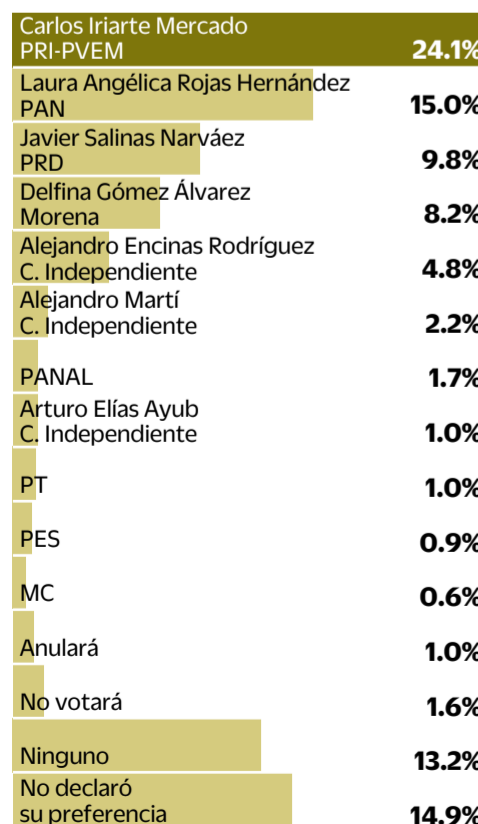 Carlos Iriarte Mercado
PRI-PVEM 24.1%
Laura Angélica Rojas Hernández
PAN 15.0%
Javier Salinas Narváez
PRD 9.8%
Delfina Gómez Álvarez
Morena 8.2%
Alejandro Encinas Rodríguez
C. Independiente 4.8%
Alejandro Martí
C. Independiente 2.2%
PANAL 1.7%
Arturo Elías Ayub
C. Independiente 1.0%
PT 1.0%
PES 0.9%
MC 0.6%
Anulará 1.0%
No votará 1.6%
Ninguno 13.2%
No declaró
su preferencia 14.9%